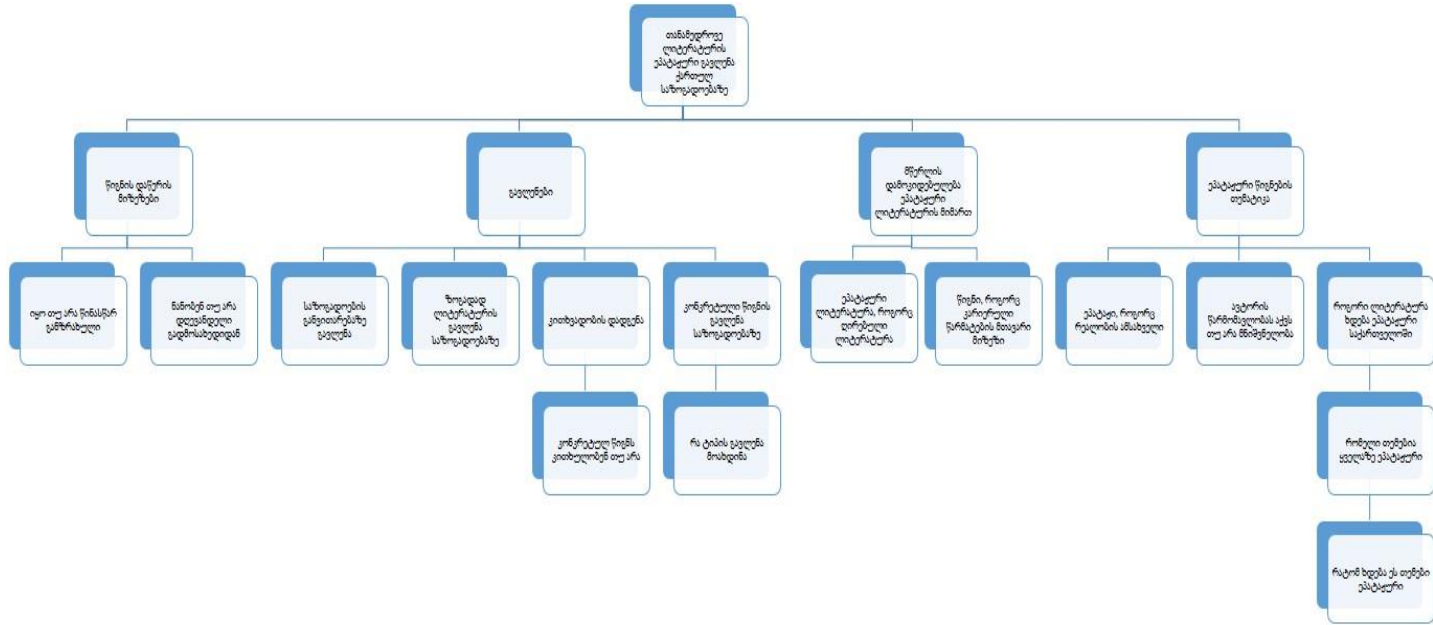 თანამედროვე
ლიტერატურის
ეპატაჟური გავლენა
ქართულ
საზოგადოებაზე
წიგნის დაწერის
მიზეზები
გავლენები
მწერლის
დამოკიდებულება
ეპატაჟური
ლიტერატურის მიმართ
ეპატაჟური წიგნების
თემატიკა
იყო თუ არა წინასწარ
განზრახული
ნანობენ თუ არა
დღევანდელი
გადმოსახედიდან
საზოგადოების
განვითარებაზე
გავლენა
ზოგადად
ლიტერატურის
გავლენა
საზოგადოებაზე
კითხვადობის დადგენა
კონკრეტული წიგნის
გავლენა
საზოგადოებაზე
ეპატაჟური
ლიტერატურა, როგორც
ღირებული
ლიტერატურა
წიგნი, როგორც
კარიერული
წარმატების მთავარი
მიზეზი
ეპატაჟი, როგორც
რეალობის ამსახველი
ავტორის
წარმომავლობას აქვს
თუ არა მნიშვნელობა
როგორი ლიტერატურა
ხდება ეპატაჟური
საქართველოში
კონკრეტულ წიგნს
კითხულობენ თუ არა
რა ტიპის გავლენა
მოახდინა
რომელი თემებია
ყველაზე ეპატაჟური
რატომ ხდება ეს თემები
ეპატაჟური